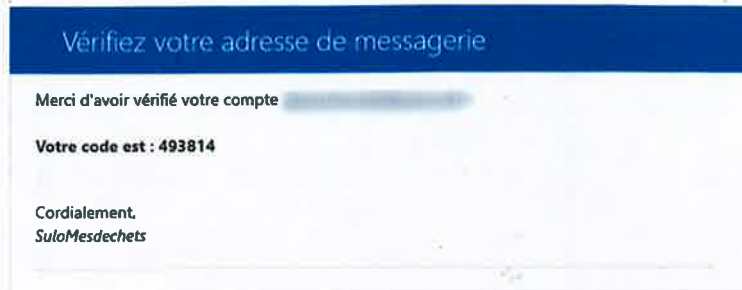 Vérifiez votre adresse de messagerie
Merci d'avoir vérifié votre compte
Votre code est : 493814
Cordialement,
SuloMesdechets